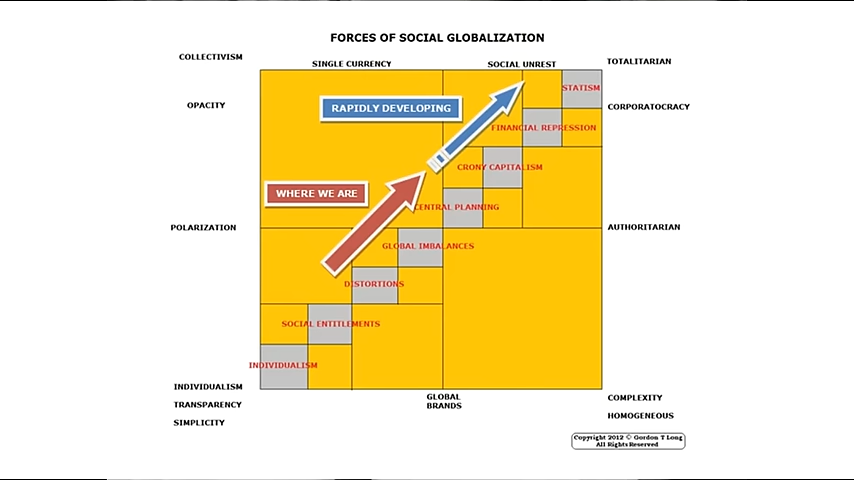 FORCES OF SOCIAL GLOBALIZATION
COLLECTIVISM
SINGLE CURRENCY
SOCIAL UNREST
TOTALITARIAN
STATISM
OPACITY
RAPIDLY DEVELOPING
CORPORATOCRACY
FINANCIAL REPRESSION
CRONY CAPITALISM
WHERE WE ARE
CENTRAL PLANNING
POLARIZATION
AUTHORITARIAN
GLOBAL IMBALANCES
DISTORTIONS
SOCIAL ENTITLEMENTS
INDIVIDUALISM
INDIVIDUALISM
TRANSPARENCY
SIMPLICITY
GLOBAL
BRANDS
COMPLEXITY
HOMOGENEOUS
Copyright 2012 © Gordon T Long
All Rights Reserved